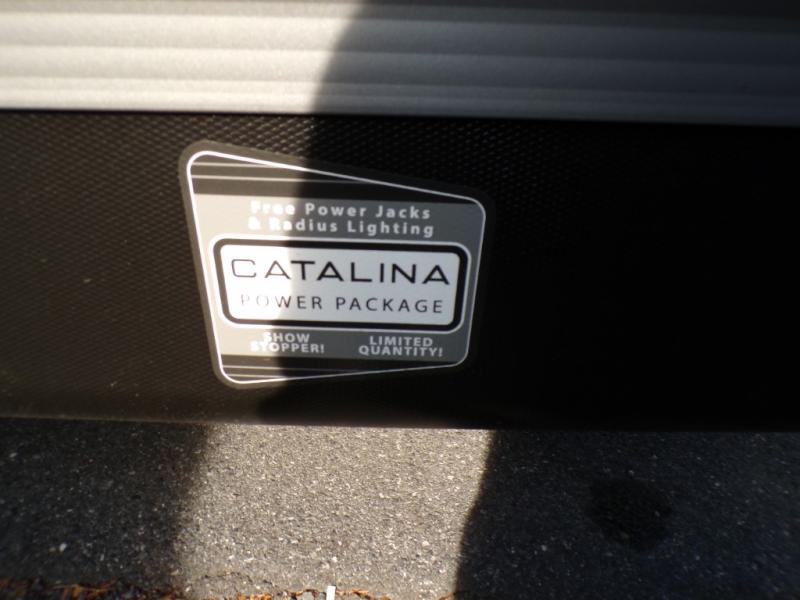 Free Power Jacks
& Radius Lighting
CATALINA
POWER PACKAGE
SHOW
STOPPER!
LIMITED
QUANTITY!